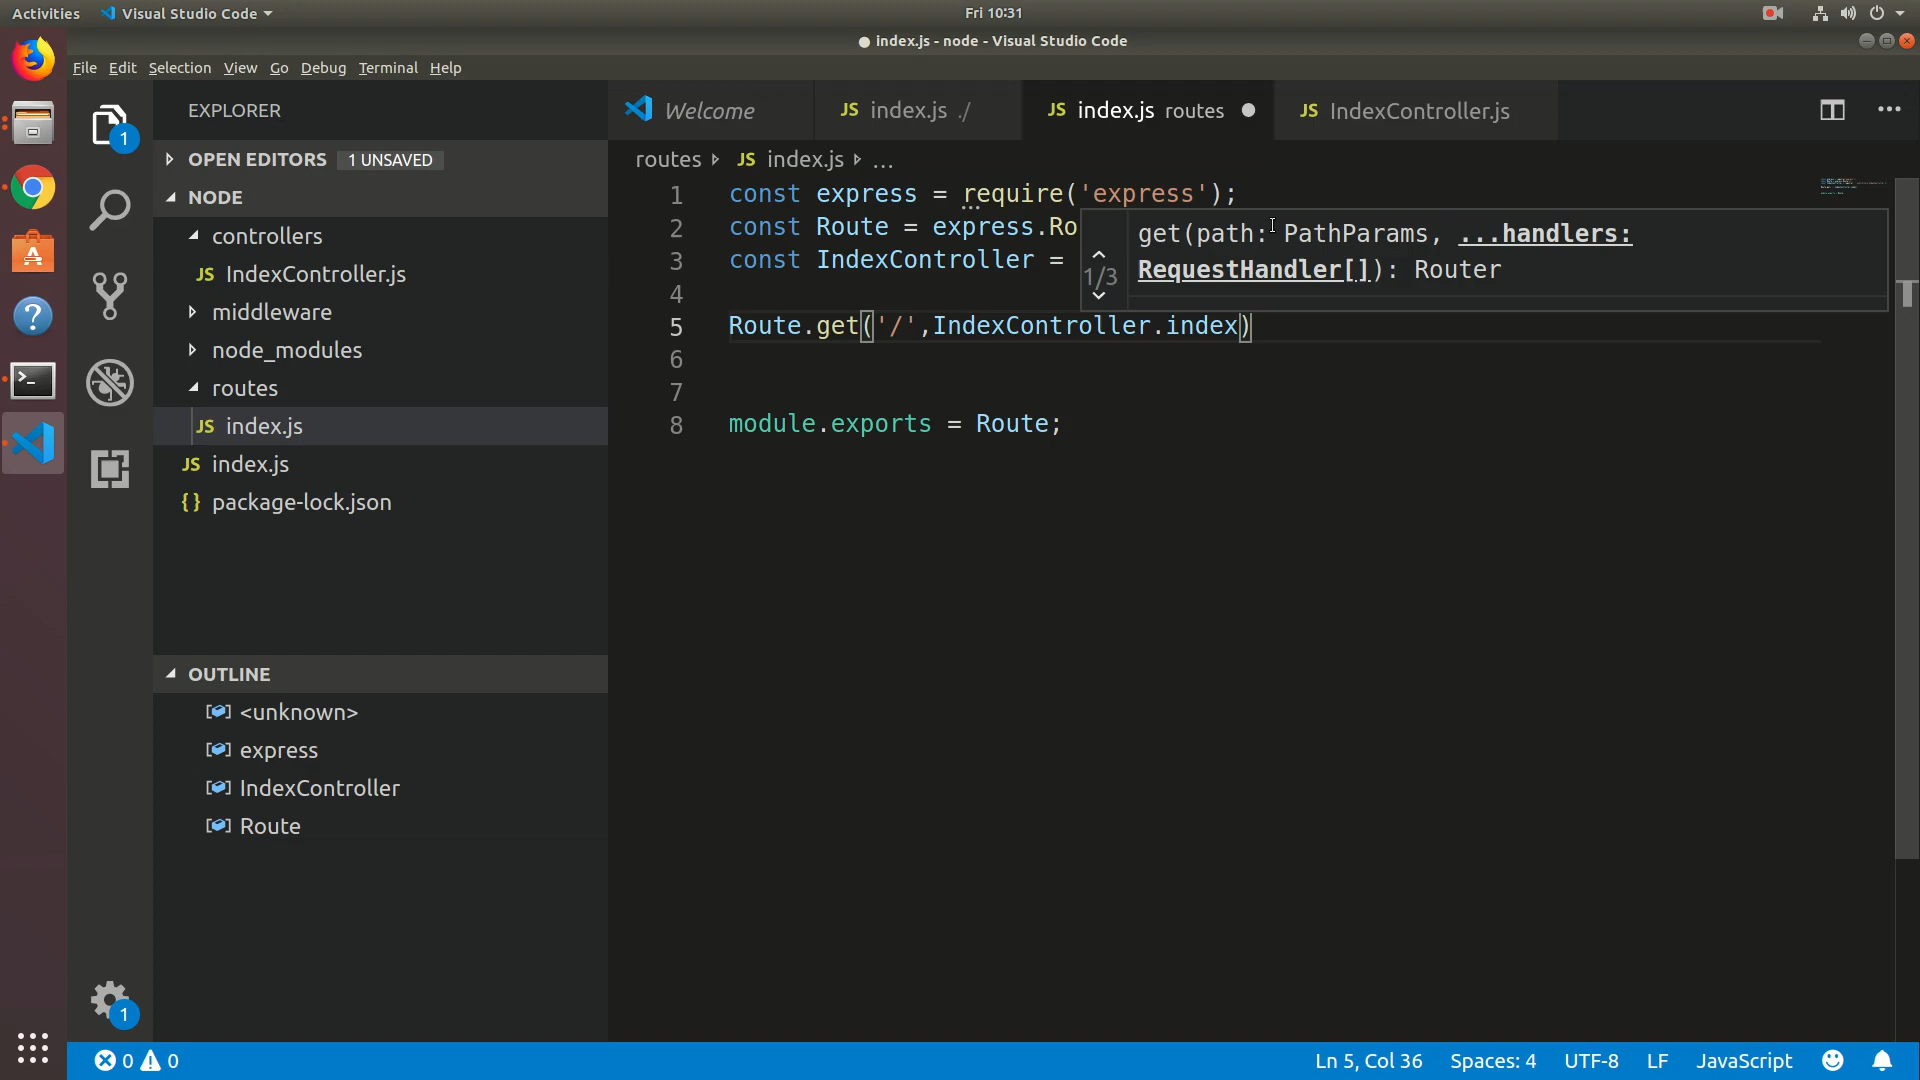 Activities Visual Studio Code Fri 10:31
● index.js - node - Visual Studio Code
File Edit Selection View Go Debug Terminal Help
EXPLORER
OPEN EDITORS 1 UNSAVED
NODE
controllers
JS IndexController.js
middleware
node_modules
routes
JS index.js
JS index.js
{ } package-lock.json
OUTLINE
<unknown>
express
IndexController
Route
1
1
Welcome JS index.js ./ JS index.js routes ● JS IndexController.js
routes JS index.js ...
1 const express = require('express');
2 const Route = express.Ro
3 const IndexController =
4
5 Route.get('/',IndexController.index)
6
7
8 module.exports = Route;
1/3
get(path: PathParams, ...handlers:
RequestHandler[]): Router
0 0 Ln 5, Col 36 Spaces: 4 UTF-8 LF JavaScript